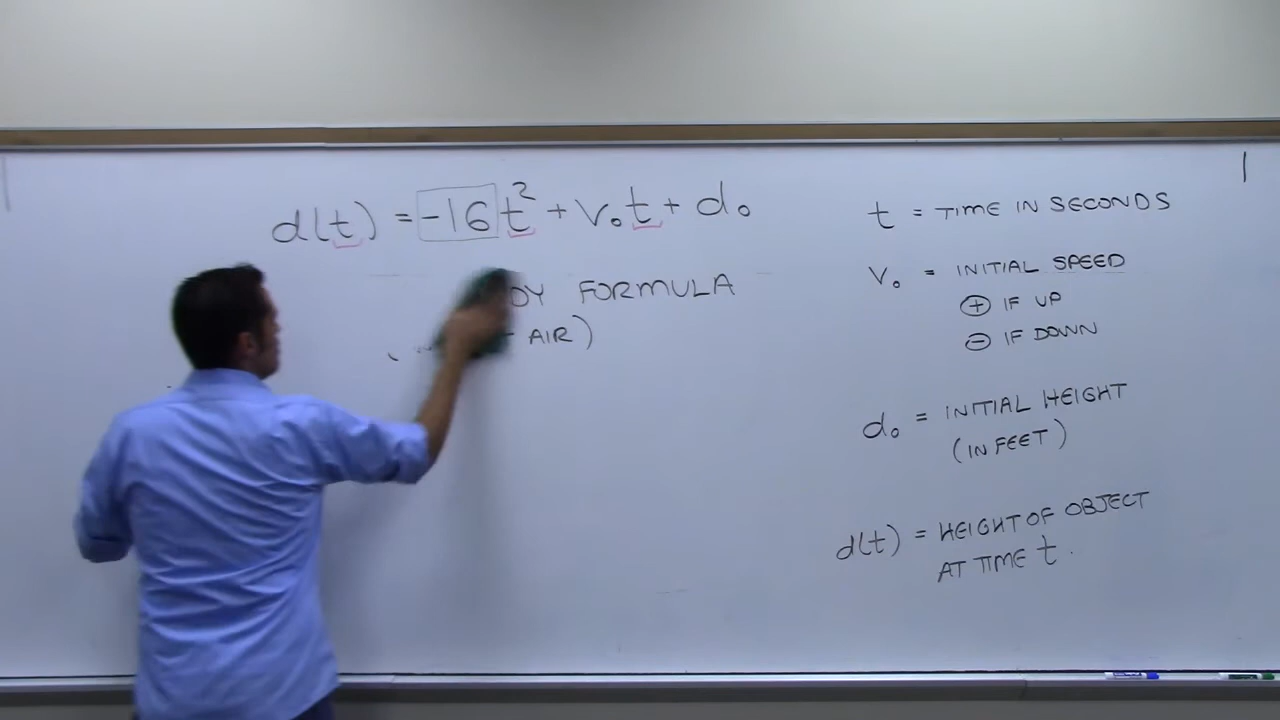 d(t) = -16t² + v₀t + d₀
FORMULA
AIR)
t = TIME IN SECONDS
v₀ = INITIAL SPEED
⊕ IF UP
⊖ IF DOWN
d₀ = INITIAL HEIGHT
(IN FEET)
d(t) = HEIGHT OF OBJECT
AT TIME t.